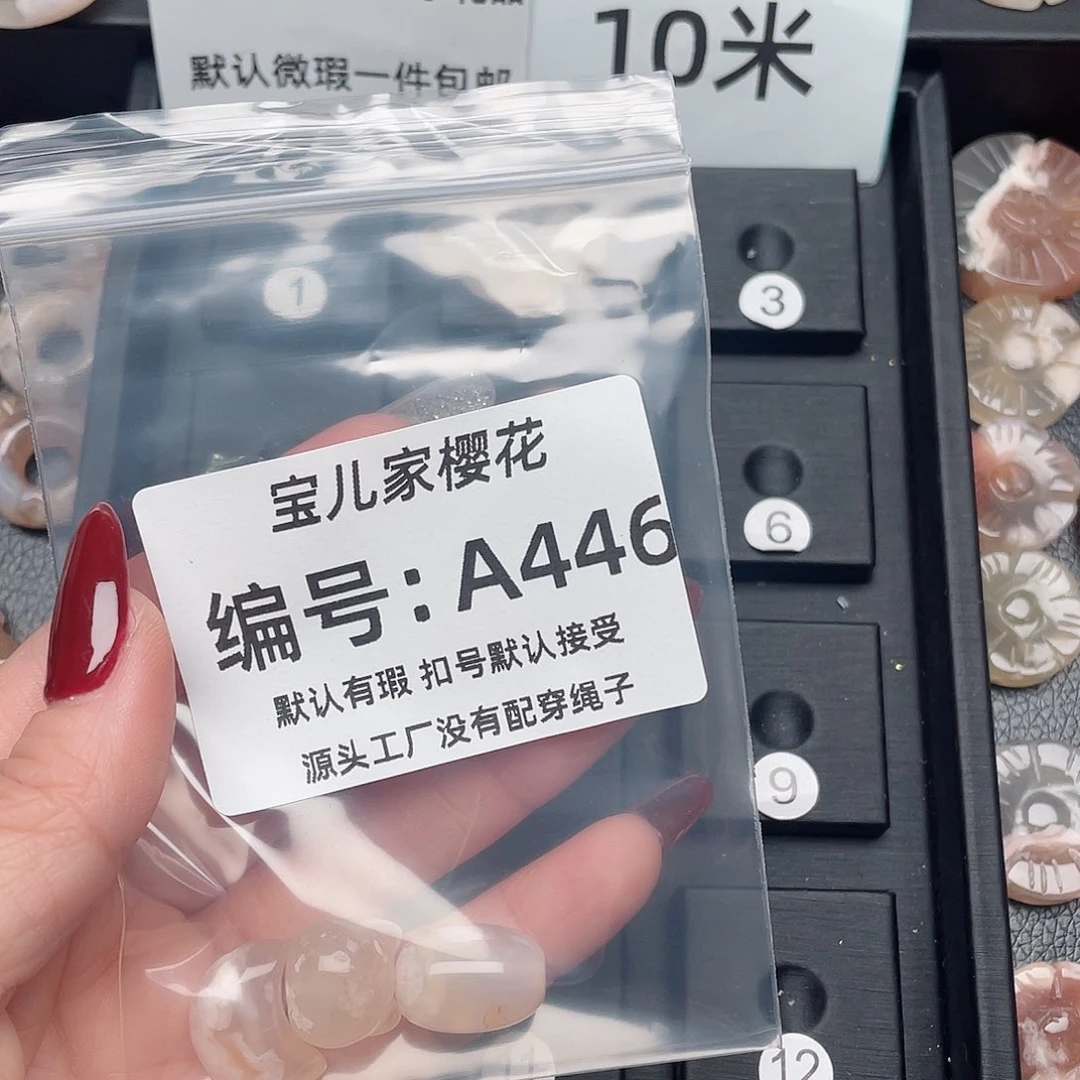 默认微瑕一件包邮
10米
1
3
6
9
12
宝儿家樱花
编号:A446
默认有瑕 扣号默认接受
源头工厂没有配穿绳子
11